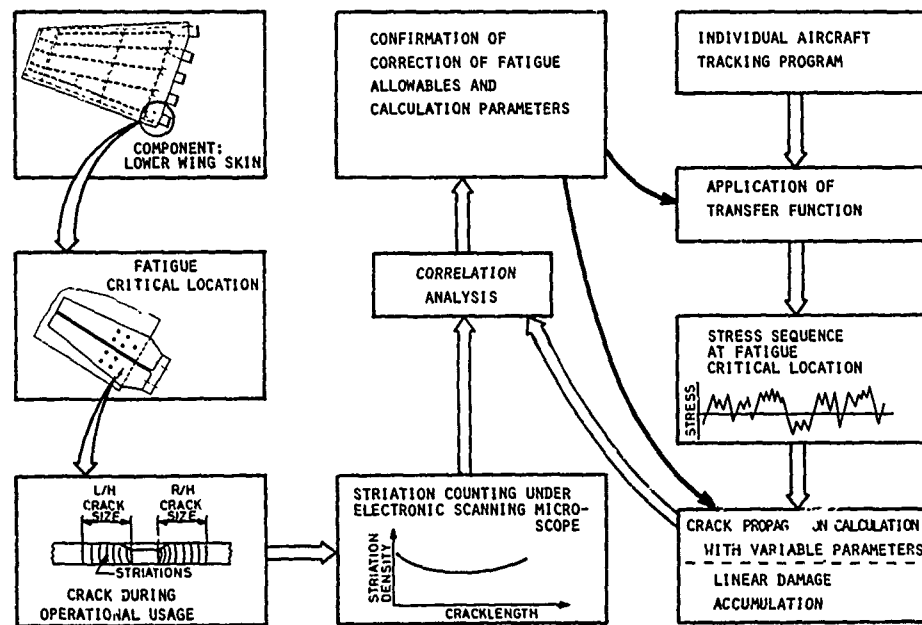 COMPONENT:
LOWER WING SKIN
FATIGUE
CRITICAL LOCATION
L/H
CRACK
SIZE
R/H
CRACK
SIZE
STRIATIONS
CRACK DURING
OPERATIONAL USAGE
CONFIRMATION OF
CORRECTION OF FATIGUE
ALLOWABLES AND
CALCULATION PARAMETERS
CORRELATION
ANALYSIS
STRIATION COUNTING UNDER
ELECTRONIC SCANNING MICRO-
SCOPE
STRIATION
DENSITY
CRACKLENGTH
INDIVIDUAL AIRCRAFT
TRACKING PROGRAM
APPLICATION OF
TRANSFER FUNCTION
STRESS SEQUENCE
AT FATIGUE
CRITICAL LOCATION
STRESS
CRACK CALCULATION
WITH VARIABLE PARAMETERS
LINEAR DAMAGE
ACCUMULATION